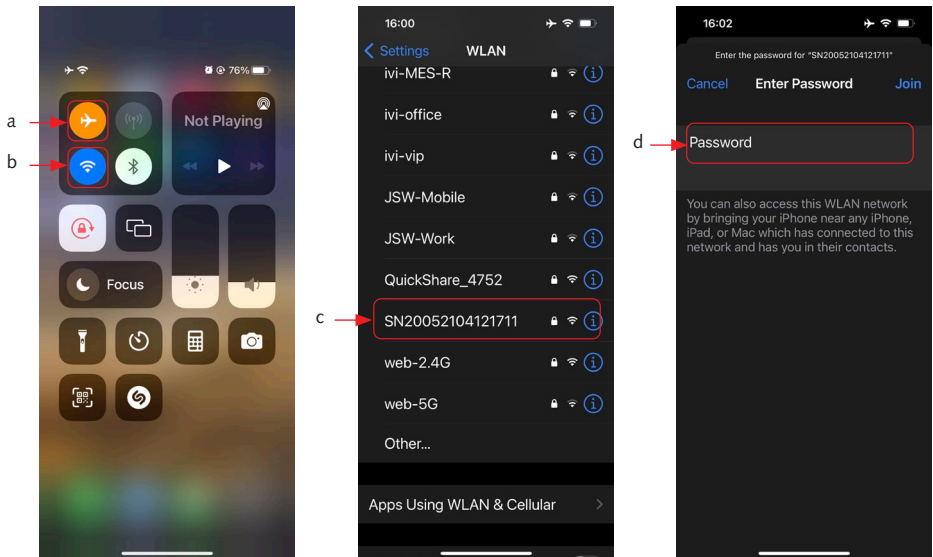 76%
Not Playing
a
b
Focus
16:00
Settings WLAN
ivi-MES-R
ivi-office
ivi-vip
JSW-Mobile
JSW-Work
QuickShare_4752
c
SN20052104121711
web-2.4G
web-5G
Other...
Apps Using WLAN & Cellular
16:02
Enter the password for “SN20052104121711”
Cancel Enter Password Join
d
Password
You can also access this WLAN network
by bringing your iPhone near any iPhone,
iPad, or Mac which has connected to this
network and has you in their contacts.